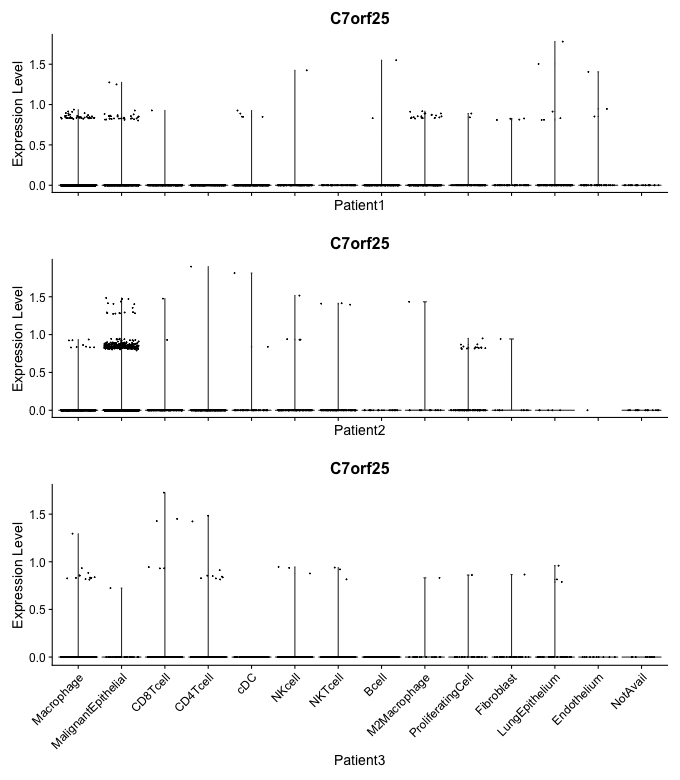 C7orf25
Expression Level
1.5
1.0
0.5
0.0
Patient1
C7orf25
Expression Level
1.5
1.0
0.5
0.0
Patient2
C7orf25
Expression Level
1.5
1.0
0.5
0.0
Macrophage
MalignantEpithelial
CD8Tcell
CD4Tcell
cDC
NKcell
NKTcell
Bcell
M2Macrophage
ProliferatingCell
Fibroblast
LungEpithelium
Endothelium
NotAvail
Patient3